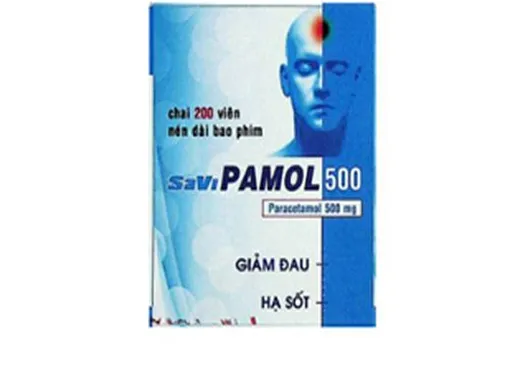 chai 200 viên
nén dài bao phim
SaVi PAMOL 500
Paracetamol 500 mg
GIẢM ĐAU
HẠ SỐT